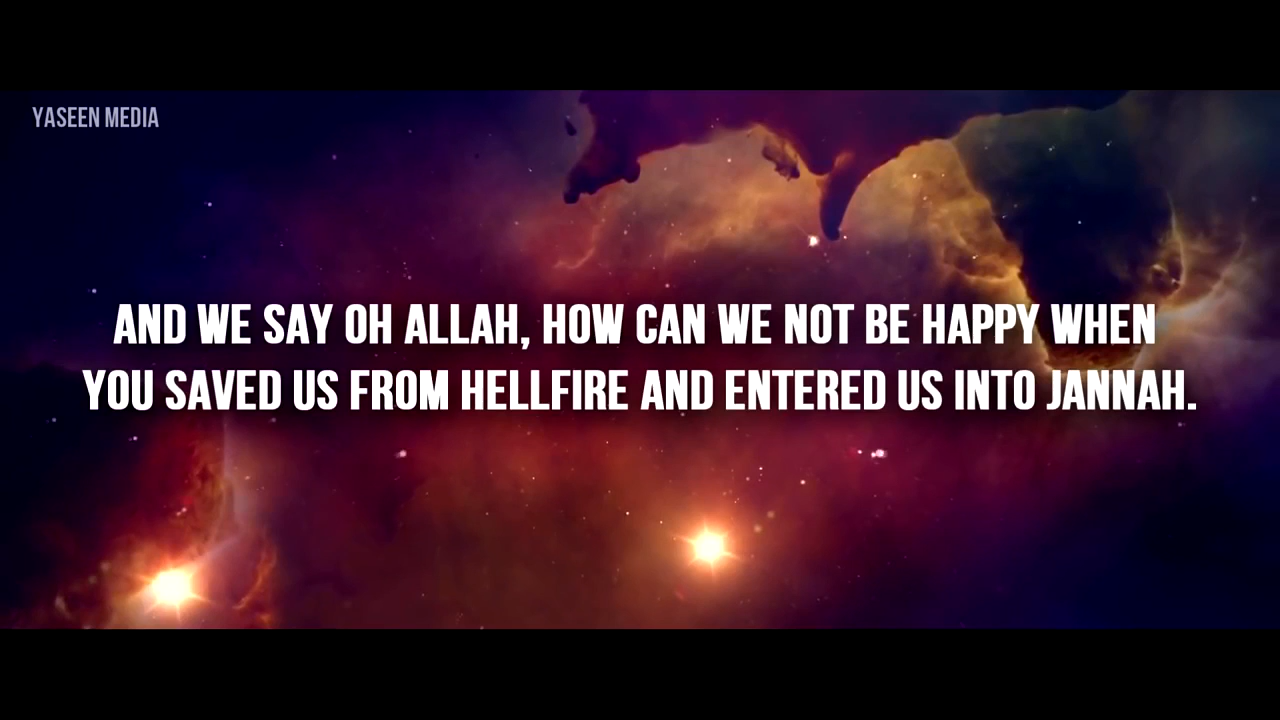 YASEEN MEDIA
AND WE SAY OH ALLAH, HOW CAN WE NOT BE HAPPY WHEN
YOU SAVED US FROM HELLFIRE AND ENTERED US INTO JANNAH.